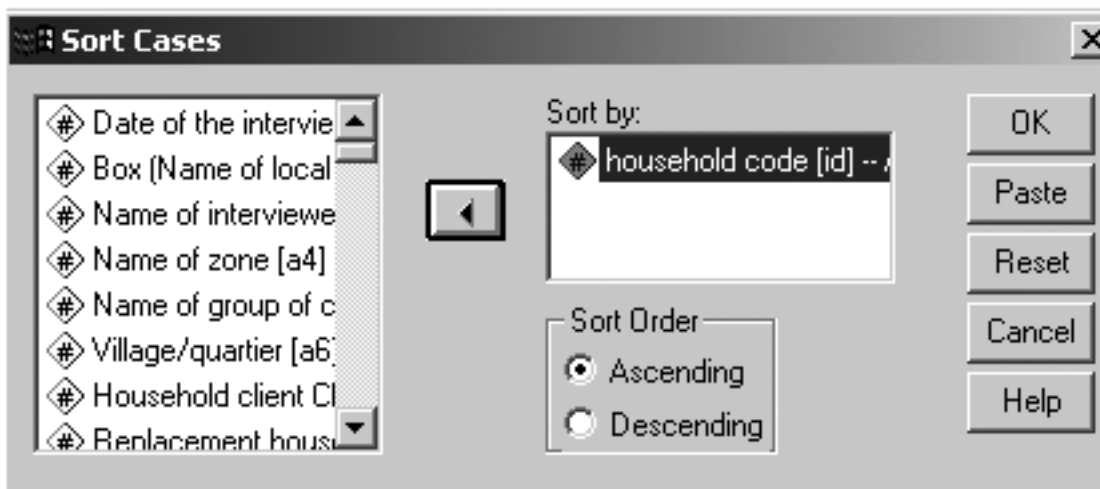 Sort Cases
Date of the intervie
Box (Name of local
Name of interviewe
Name of zone [a4]
Name of group of c
Village/quartier [a6]
Household client Cl
Replacement house
Sort by:
household code [id] --
Sort Order
Ascending
Descending
OK
Paste
Reset
Cancel
Help